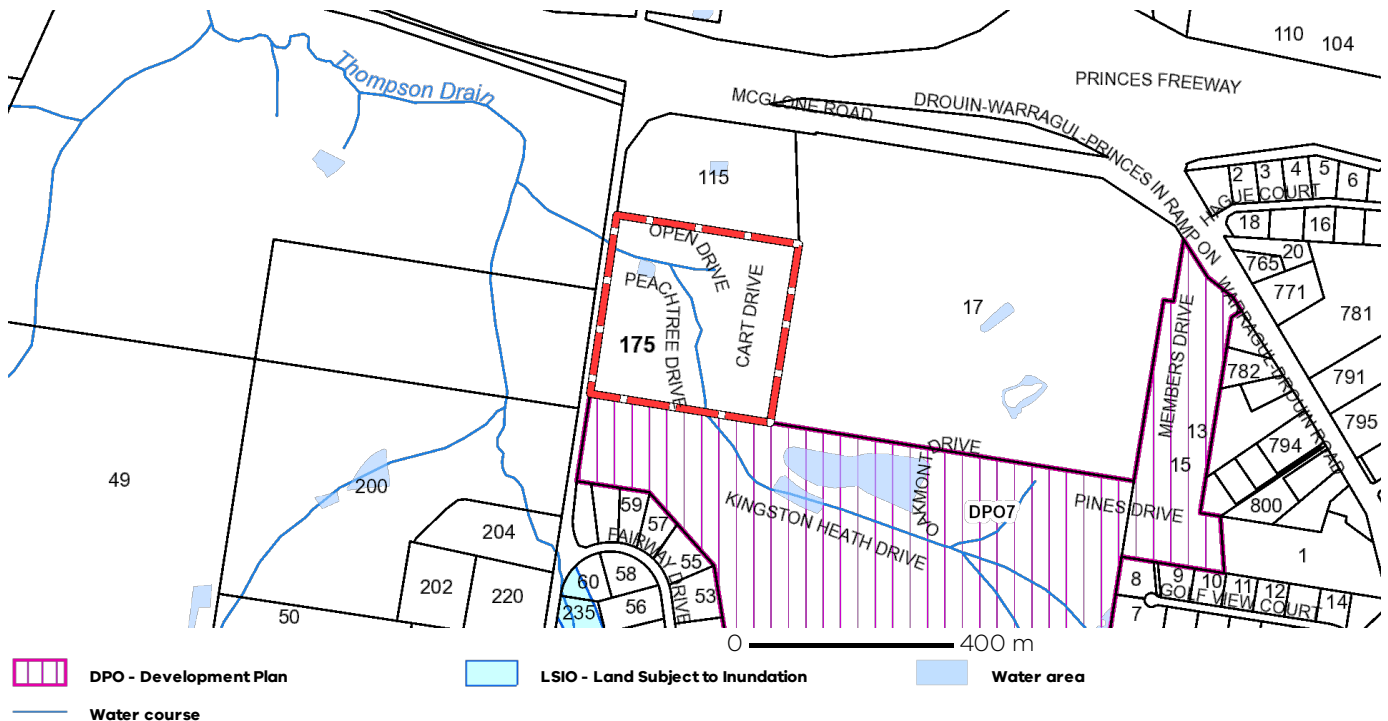 110
104
Thompson Drain
PRINCES FREEWAY
MCGLONE ROAD
DROUIN-WARRAGUL-PRINCES IN RAMP ON
115
2
3
4
5
6
HAGUE COURT
18
16
OPEN DRIVE
20
765
771
781
PEACHTREE DRIVE
CART DRIVE
17
175
MEMBERS DRIVE
WARRAGUL-DROUIN ROAD
782
791
795
13
794
15
49
200
DRIVE
OAKMONT
KINGSTON HEATH DRIVE
DPO7
PINES DRIVE
800
59
57
204
FAIRWAY DRIVE
55
1
202
220
60
58
53
56
235
50
8
9
10
11
12
14
7
GOLF VIEW COURT
0 400 m
DPO - Development Plan
LSIO - Land Subject to Inundation
Water area
Water course